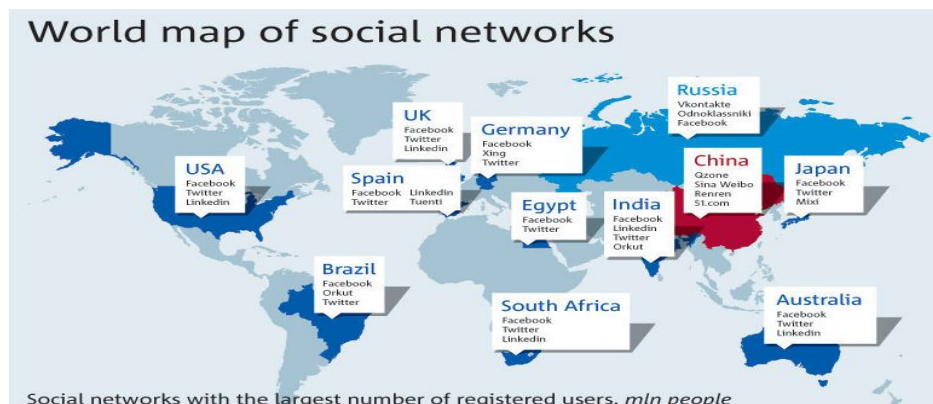 World map of social networks
Russia
Vkontakte
Odnoklassniki
Facebook
UK
Facebook
Twitter
Linkedin
Germany
Facebook
Xing
Twitter
USA
Facebook
Twitter
Linkedin
Spain
Facebook Linkedin
Twitter Tuenti
China
Qzone
Sina Weibo
Renren
51.com
Japan
Facebook
Twitter
Mixi
Egypt
Facebook
Twitter
India
Facebook
Linkedin
Twitter
Orkut
Brazil
Facebook
Orkut
Twitter
South Africa
Facebook
Twitter
Linkedin
Australia
Facebook
Twitter
Linkedin
Social networks with the largest number of registered users, mln people